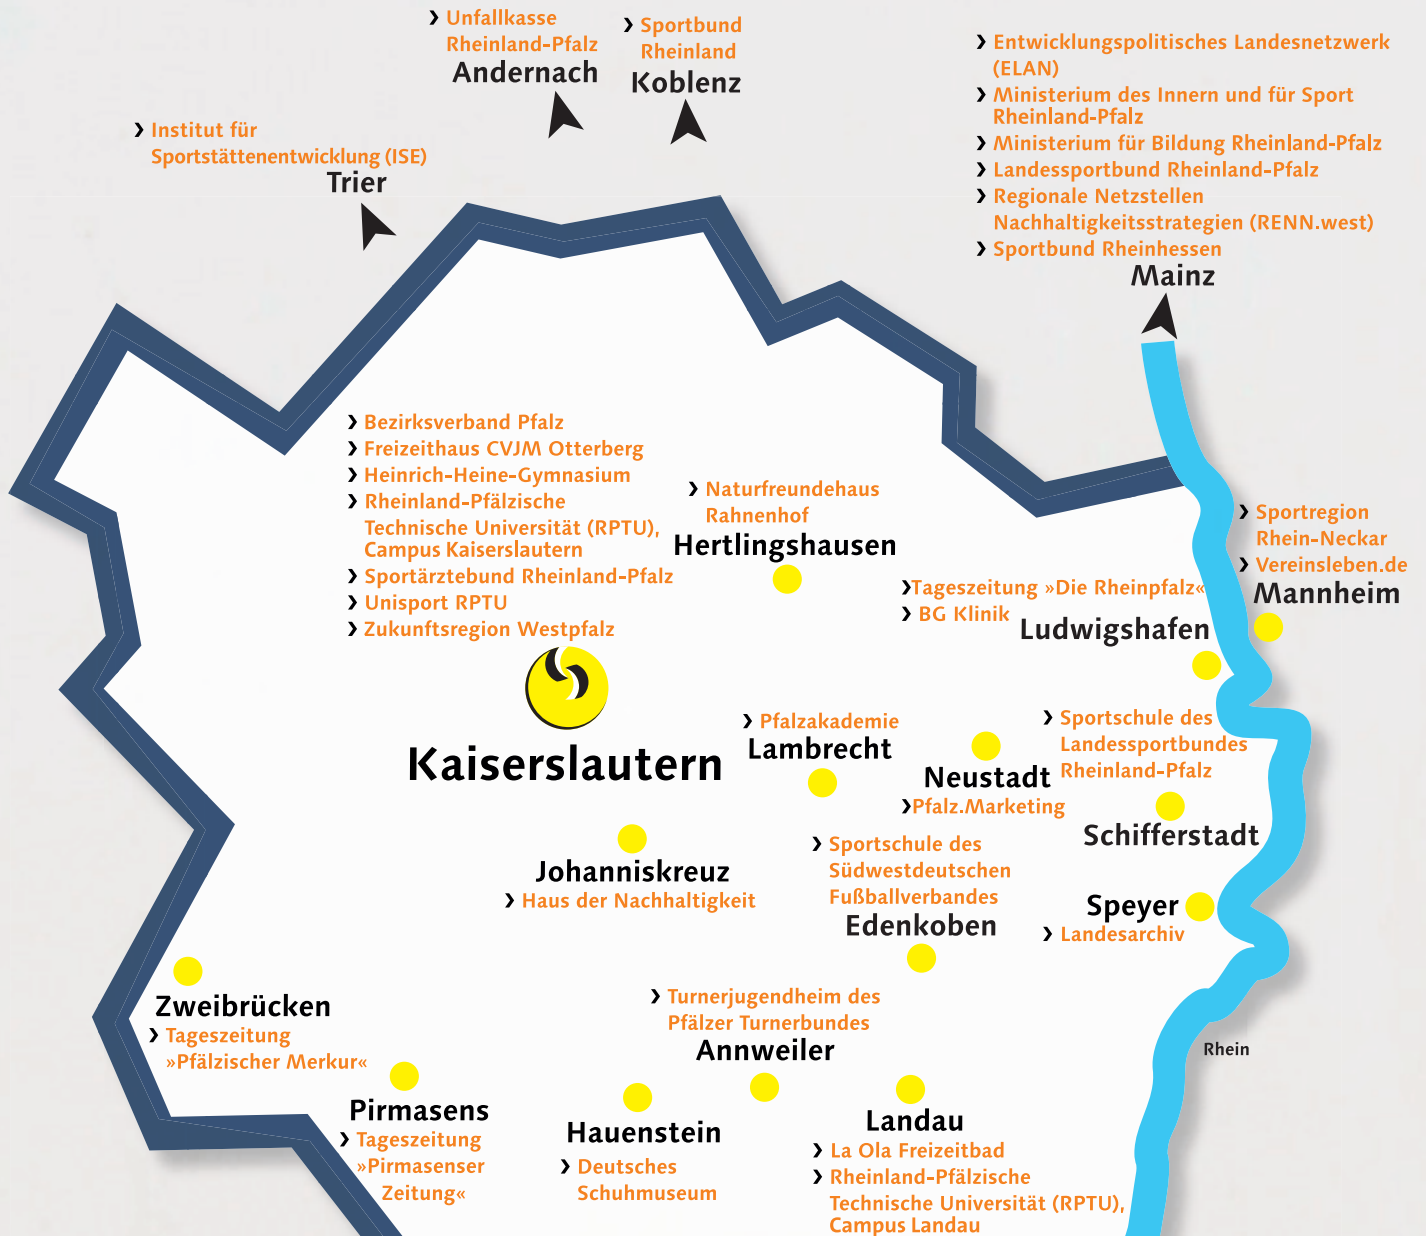 › Unfallkasse
Rheinland-Pfalz
Andernach
› Sportbund
Rheinland
Koblenz
› Entwicklungspolitisches Landesnetzwerk
(ELAN)
› Ministerium des Innern und für Sport
Rheinland-Pfalz
› Ministerium für Bildung Rheinland-Pfalz
› Landessportbund Rheinland-Pfalz
› Regionale Netzstellen
Nachhaltigkeitsstrategien (RENN.west)
› Sportbund Rheinhessen
Mainz
› Institut für
Sportstättenentwicklung (ISE)
Trier
› Bezirksverband Pfalz
› Freizeithaus CVJM Otterberg
› Heinrich-Heine-Gymnasium
› Rheinland-Pfälzische
Technische Universität (RPTU),
Campus Kaiserslautern
› Sportärztebund Rheinland-Pfalz
› Unisport RPTU
› Zukunftsregion Westpfalz
Kaiserslautern
› Naturfreundehaus
Rahnenhof
Hertlingshausen
› Sportregion
Rhein-Neckar
› Vereinsleben.de
Mannheim
›Tageszeitung »Die Rheinpfalz«
› BG Klinik
Ludwigshafen
› Pfalzakademie
Lambrecht
Neustadt
›Pfalz.Marketing
› Sportschule des
Landessportbundes
Rheinland-Pfalz
Schifferstadt
Johanniskreuz
› Haus der Nachhaltigkeit
› Sportschule des
Südwestdeutschen
Fußballverbandes
Edenkoben
Speyer
› Landesarchiv
Zweibrücken
› Tageszeitung
»Pfälzischer Merkur«
› Turnerjugendheim des
Pfälzer Turnerbundes
Annweiler
Rhein
Pirmasens
› Tageszeitung
»Pirmasenser
Zeitung«
Hauenstein
› Deutsches
Schuhmuseum
Landau
› La Ola Freizeitbad
› Rheinland-Pfälzische
Technische Universität (RPTU),
Campus Landau